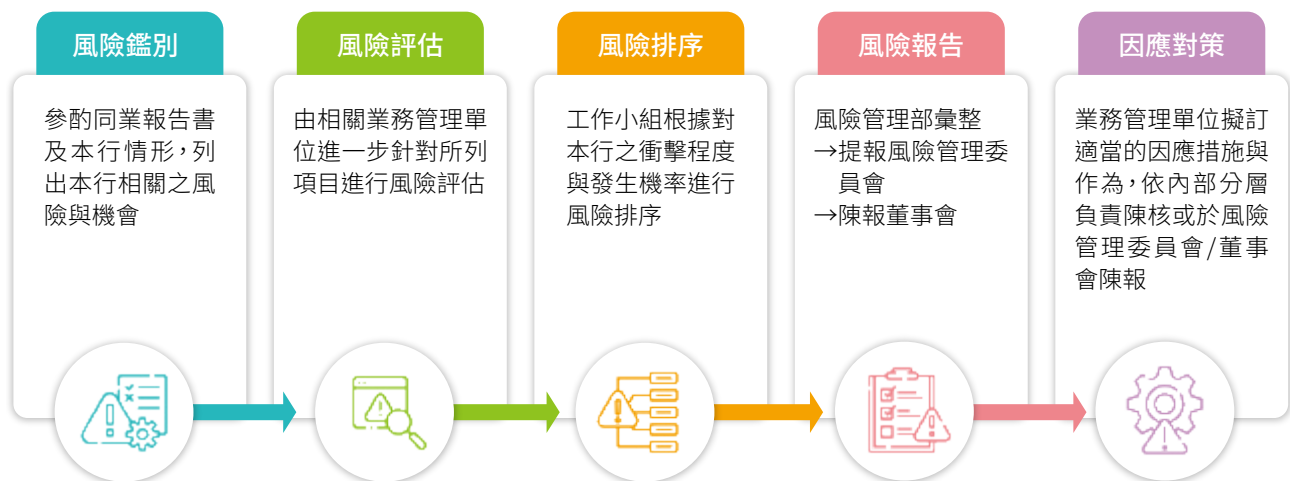 風險鑑別
參酌同業報告書
及本行情形，列
出本行相關之風
險與機會
風險評估
由相關業務管理單
位進一步針對所列
項目進行風險評估
風險排序
工作小組根據對
本行之衝擊程度
與發生機率進行
風險排序
風險報告
風險管理部彙整
→提報風險管理委
員會
→陳報董事會
因應對策
業務管理單位擬訂
適當的因應措施與
作為，依內部分層
負責陳核或於風險
管理委員會/董事
會陳報